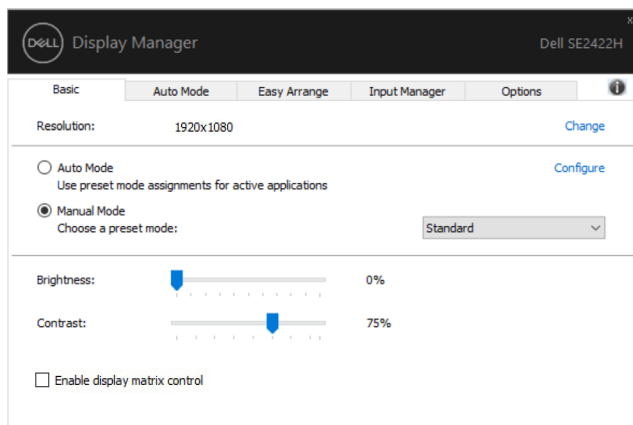 DELL Display Manager Dell SE2422H
Basic Auto Mode Easy Arrange Input Manager Options
Resolution: 1920x1080 Change
Auto Mode Configure
Use preset mode assignments for active applications
Manual Mode
Choose a preset mode: Standard
Brightness: 0%
Contrast: 75%
Enable display matrix control